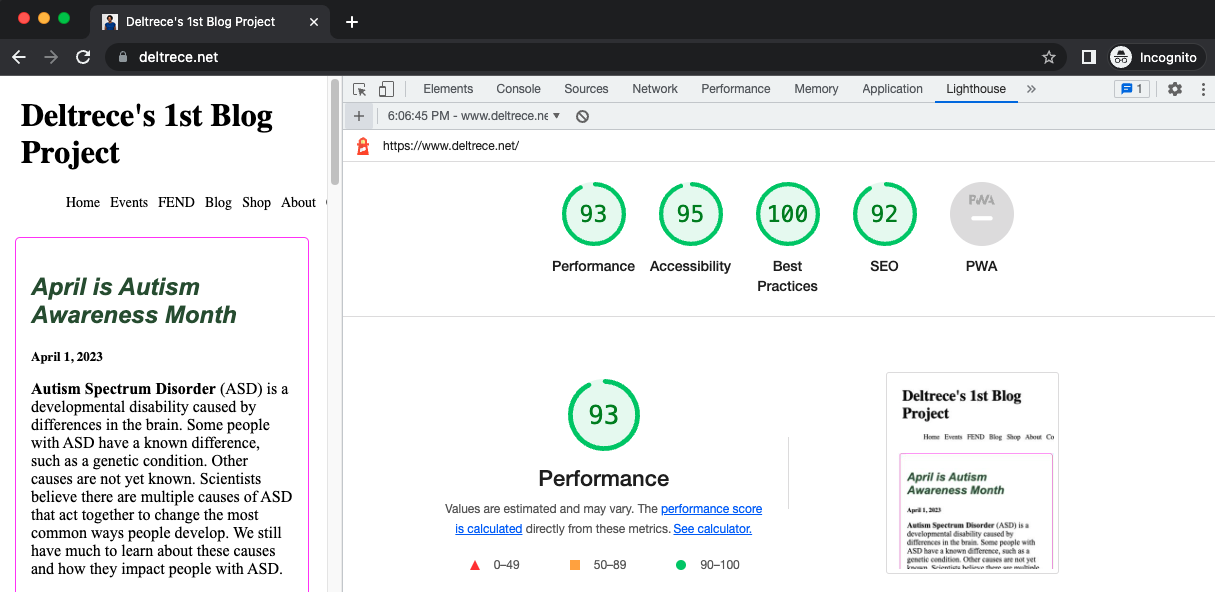 Deltrece's 1st Blog Project
deltrece.net
Incognito
Deltrece's 1st Blog
Project
Home Events FEND Blog Shop About
April is Autism
Awareness Month
April 1, 2023
Autism Spectrum Disorder (ASD) is a
developmental disability caused by
differences in the brain. Some people
with ASD have a known difference,
such as a genetic condition. Other
causes are not yet known. Scientists
believe there are multiple causes of ASD
that act together to change the most
common ways people develop. We still
have much to learn about these causes
and how they impact people with ASD.
Elements Console Sources Network Performance Memory Application Lighthouse » 1
6:06:45 PM - www.deltrece.ne
https://www.deltrece.net/
93 95 100 92 PWA
Performance Accessibility Best Practices SEO PWA
93
Performance
Values are estimated and may vary. The performance score
is calculated directly from these metrics. See calculator.
0–49 50–89 90–100
Deltrece's 1st Blog
Project
Home Events FEND Blog Shop About Co
April is Autism
Awareness Month
April 1, 2023
Autism Spectrum Disorder (ASD) is a
developmental disability caused by
differences in the brain. Some people with
ASD have a known difference, such as a
genetic condition. Other causes are not yet
known. Scientists believe there are multiple